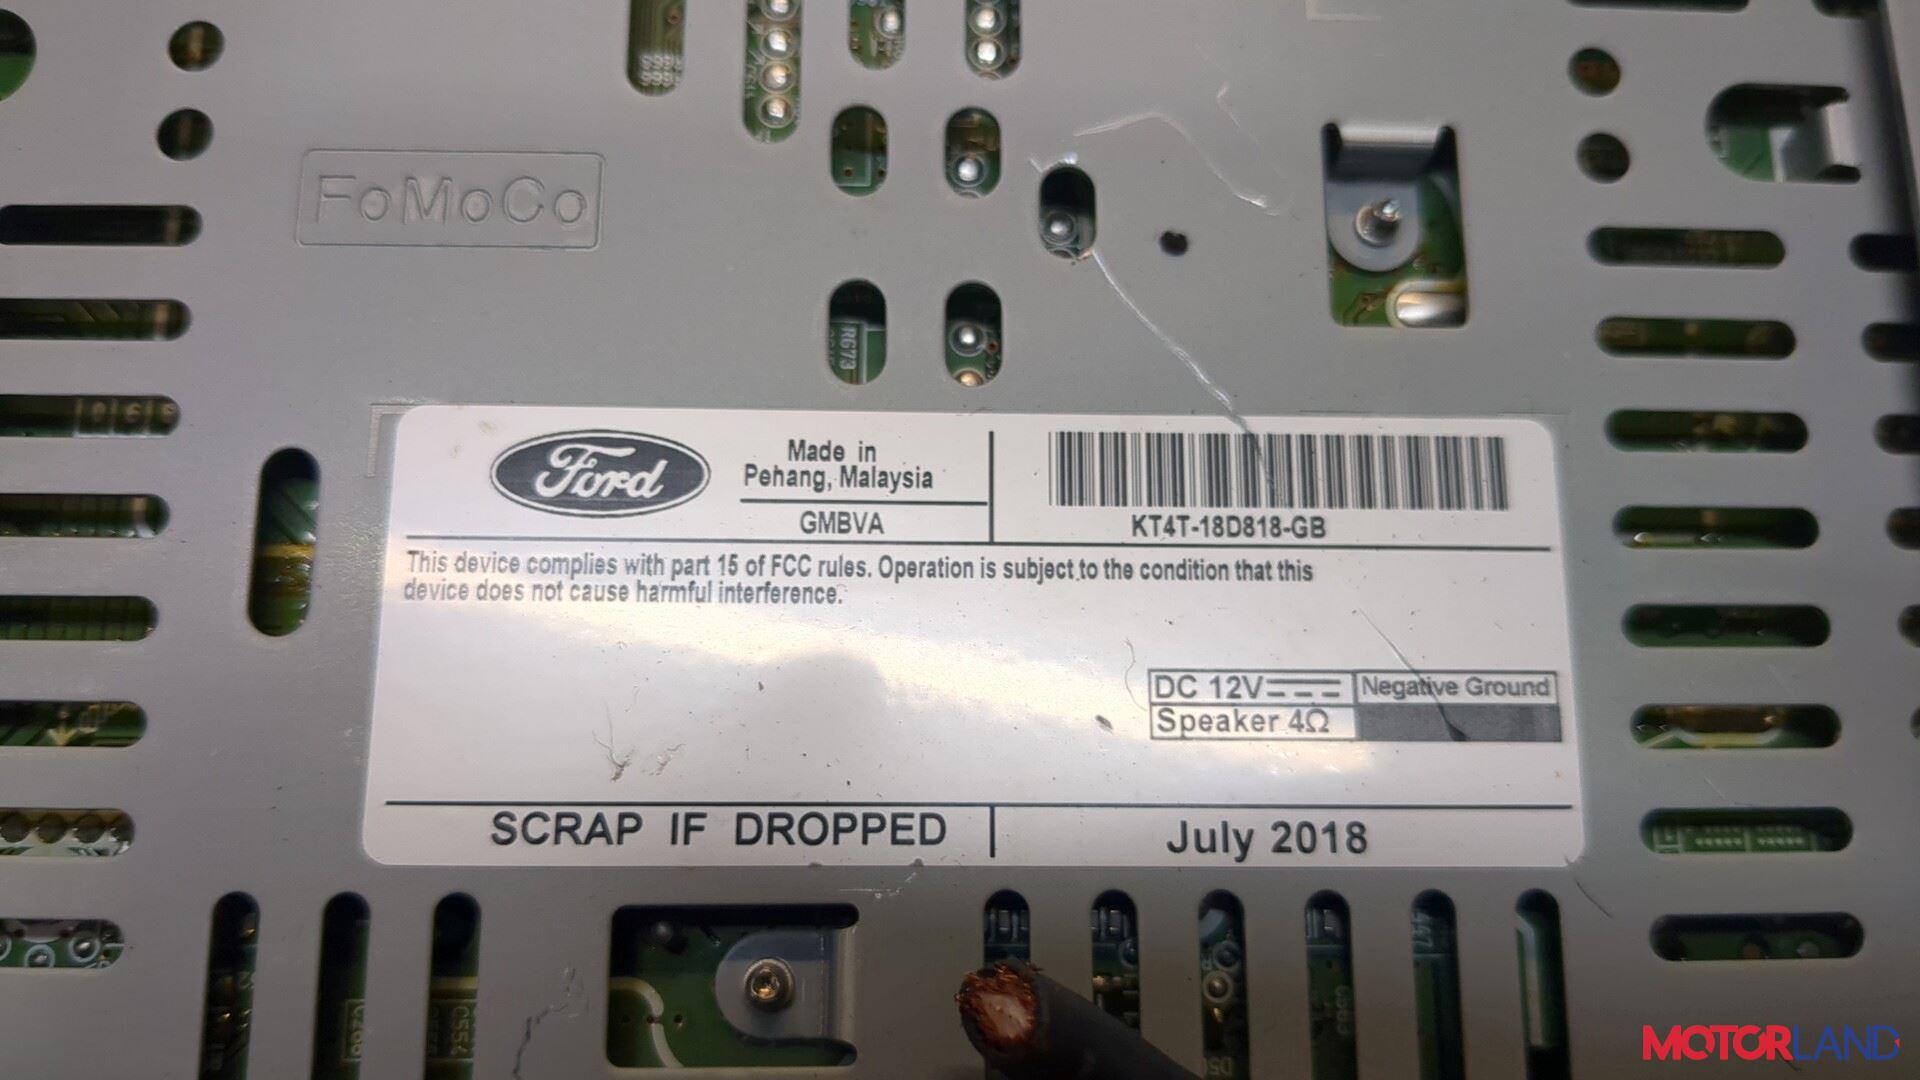 FoMoCo
R673
Ford
Made in
Pehang, Malaysia
GMBVA
KT4T-18D818-GB
This device complies with part 15 of FCC rules. Operation is subject to the condition that this
device does not cause harmful interference.
DC 12V
Negative Ground
Speaker 4Ω
SCRAP IF DROPPED
July 2018
C554
MOTORLAND